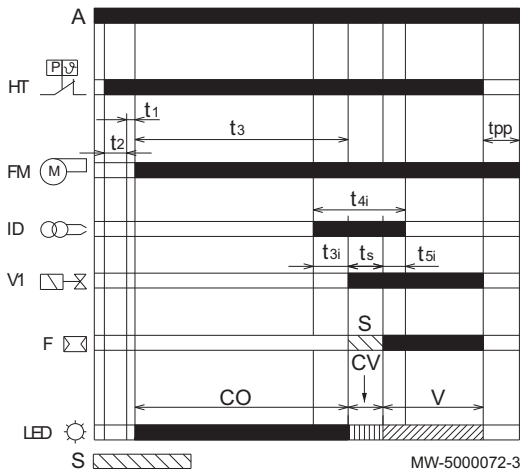 A
P ϑ
HT
t1
t2
t3
tpp
FM M
t4i
ID
t3i ts t5i
V1
S
F
CV
CO V
LED
S
MW-5000072-3